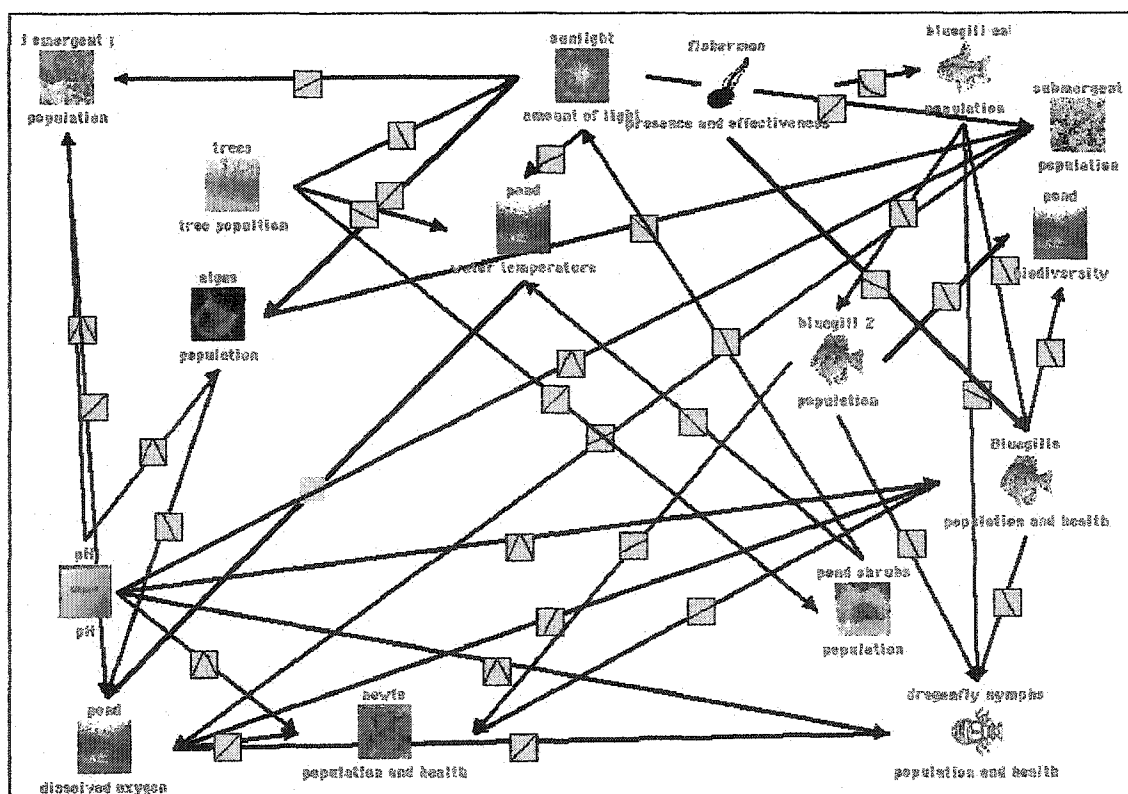 emergent
population
sunlight
amount of light
fisherman
presence and effectiveness
bluegill
population
submergent
population
trees
tree popultion
pond
water temperature
pond
biodiversity
algae
population
bluegill 2
population
Bluegills
population and health
pH
pH
pond shrubs
population
pond
dissolved oxygen
newts
population and health
dragonfly nymphs
population and health